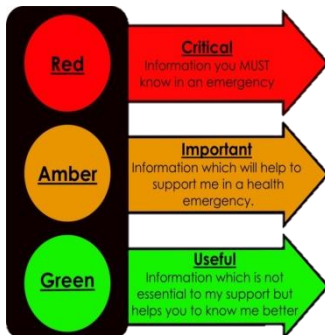 Red
Critical
Information you MUST
know in an emergency
Amber
Important
Information which will help to
support me in a health
emergency.
Green
Useful
Information which is not
essential to my support but
helps you to know me better